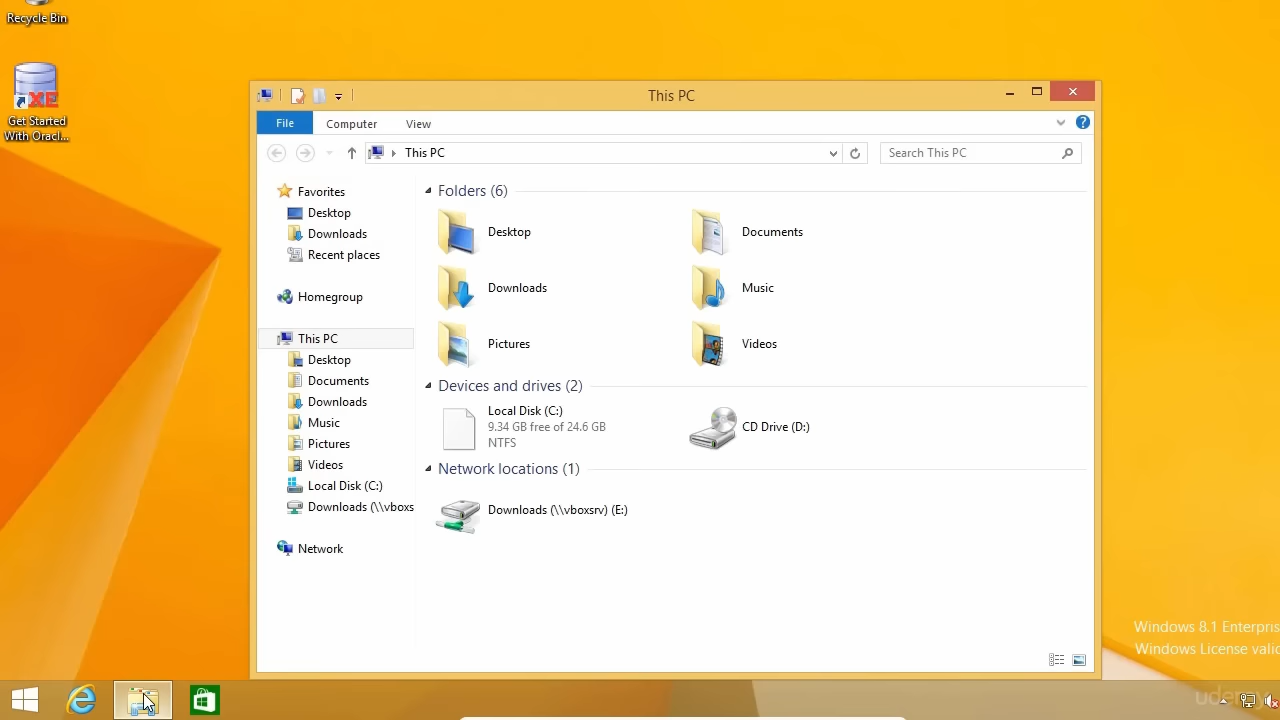 Recycle Bin
XE
Get Started
With Oracl...
This PC
File
Computer
View
This PC
Search This PC
Favorites
Desktop
Downloads
Recent places
Homegroup
This PC
Desktop
Documents
Downloads
Music
Pictures
Videos
Local Disk (C:)
Downloads (\\vboxs
Network
Folders (6)
Desktop
Documents
Downloads
Music
Pictures
Videos
Devices and drives (2)
Local Disk (C:)
9.34 GB free of 24.6 GB
NTFS
CD Drive (D:)
Network locations (1)
Downloads (\\vboxsrv) (E:)
Windows 8.1 Enterpris
Windows License valid
udemy